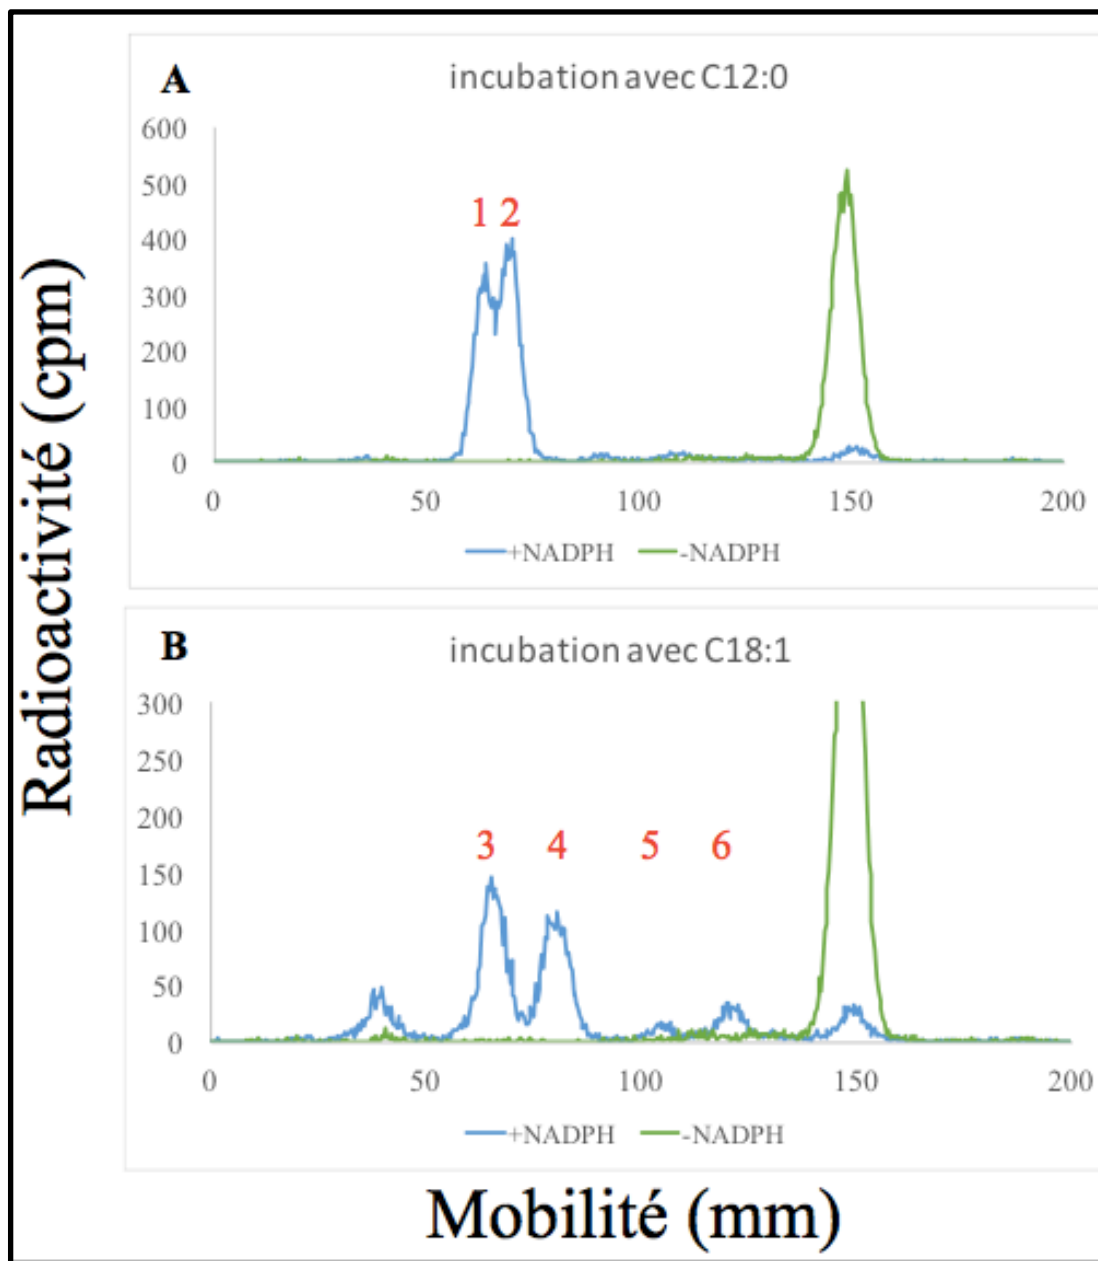 Radioactivité (cpm)
A
incubation avec C12:0
600
500
400
300
200
100
0
1 2
0 50 100 150 200
+NADPH -NADPH
B
incubation avec C18:1
300
250
200
150
100
50
0
3 4 5 6
0 50 100 150 200
+NADPH -NADPH
Mobilité (mm)